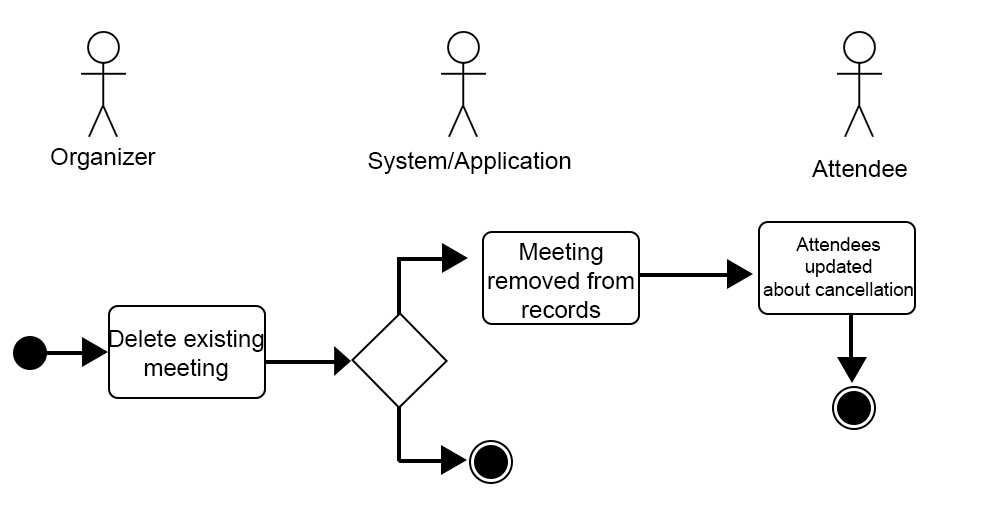 Organizer
System/Application
Attendee
Delete existing
meeting
Meeting
removed from
records
Attendees
updated
about cancellation